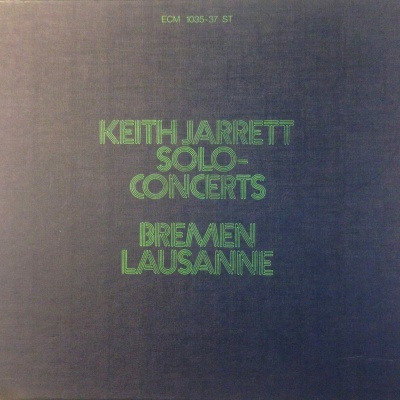 ECM 1035-37 ST
KEITH JARRETT
SOLO-
CONCERTS
BREMEN
LAUSANNE